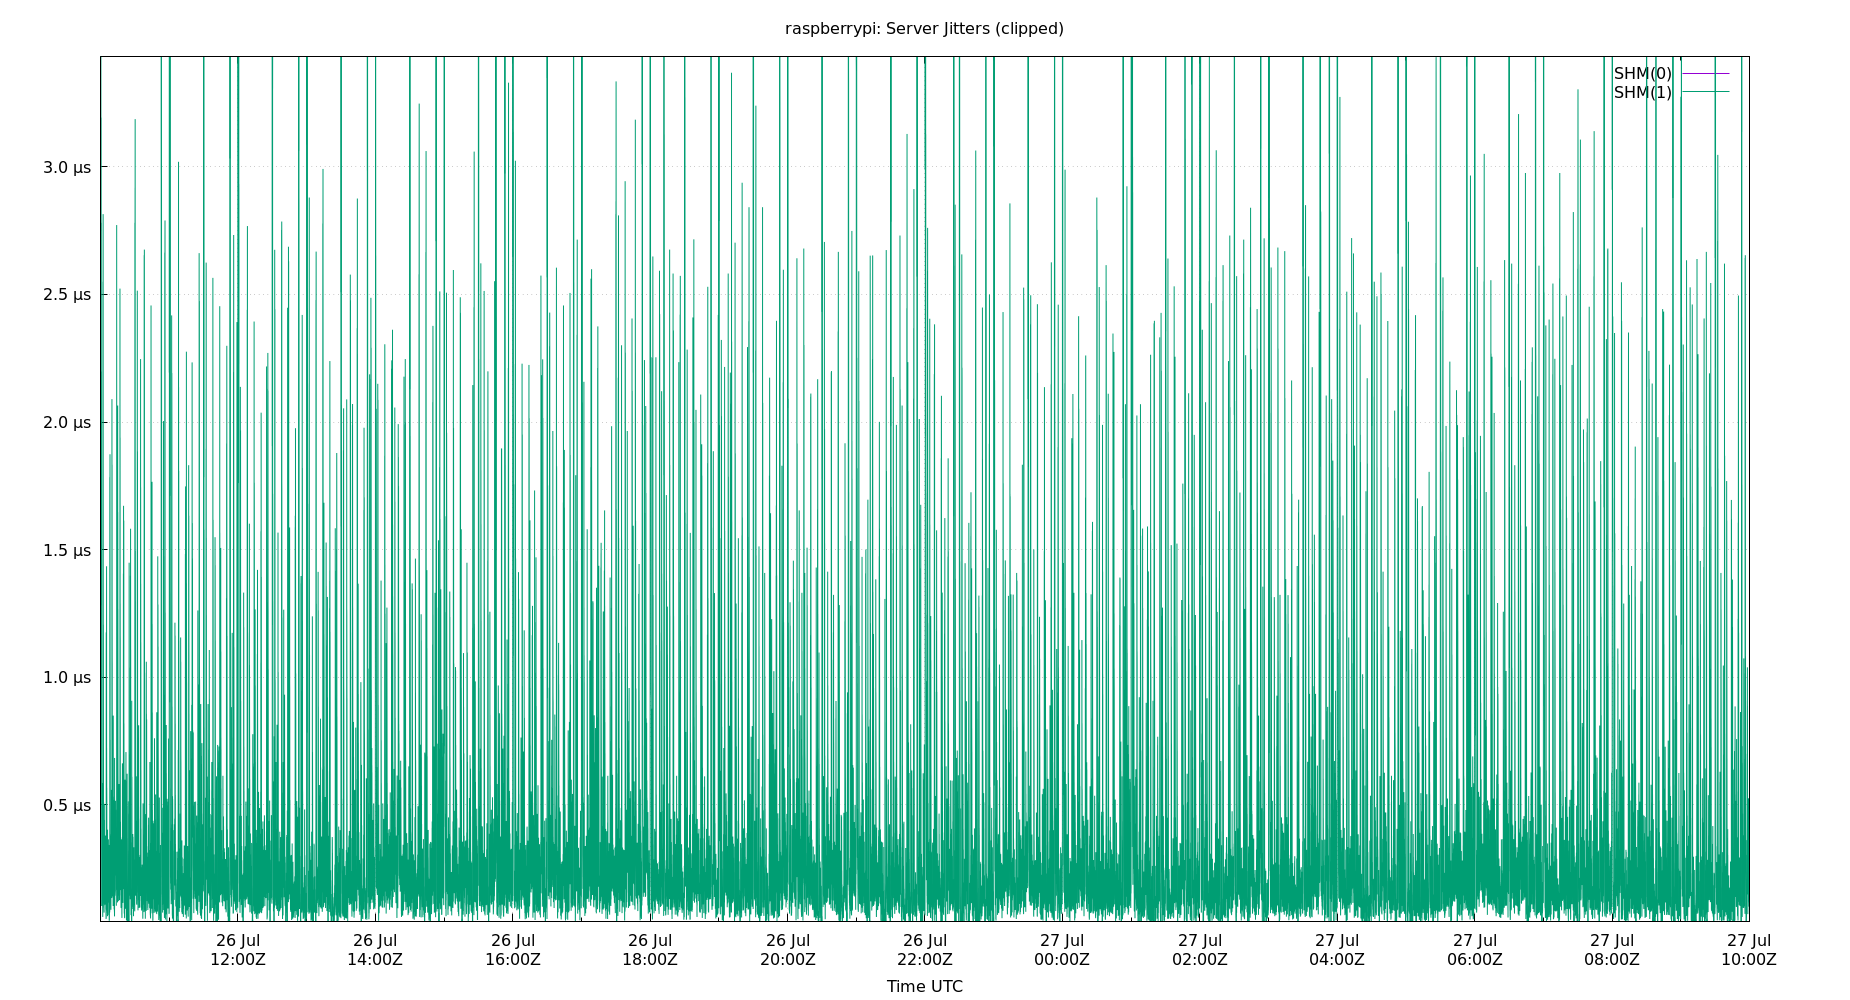 raspberrypi: Server Jitters (clipped)
SHM(0)
SHM(1)
3.0 µs
2.5 µs
2.0 µs
1.5 µs
1.0 µs
0.5 µs
26 Jul 26 Jul 26 Jul 26 Jul 26 Jul 26 Jul 27 Jul 27 Jul 27 Jul 27 Jul 27 Jul 27 Jul
12:00Z 14:00Z 16:00Z 18:00Z 20:00Z 22:00Z 00:00Z 02:00Z 04:00Z 06:00Z 08:00Z 10:00Z
Time UTC